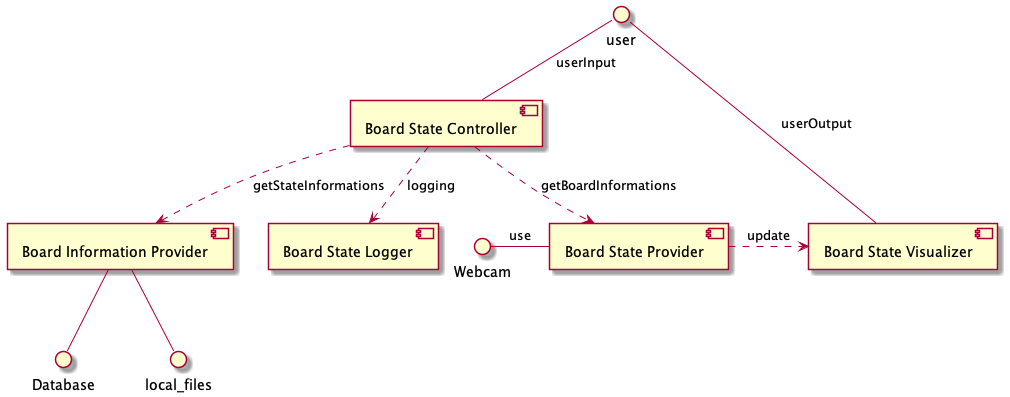 user
userInput
userOutput
Board State Controller
getStateInformations
logging
getBoardInformations
Board Information Provider
Board State Logger
Webcam
use
Board State Provider
update
Board State Visualizer
Database
local_files